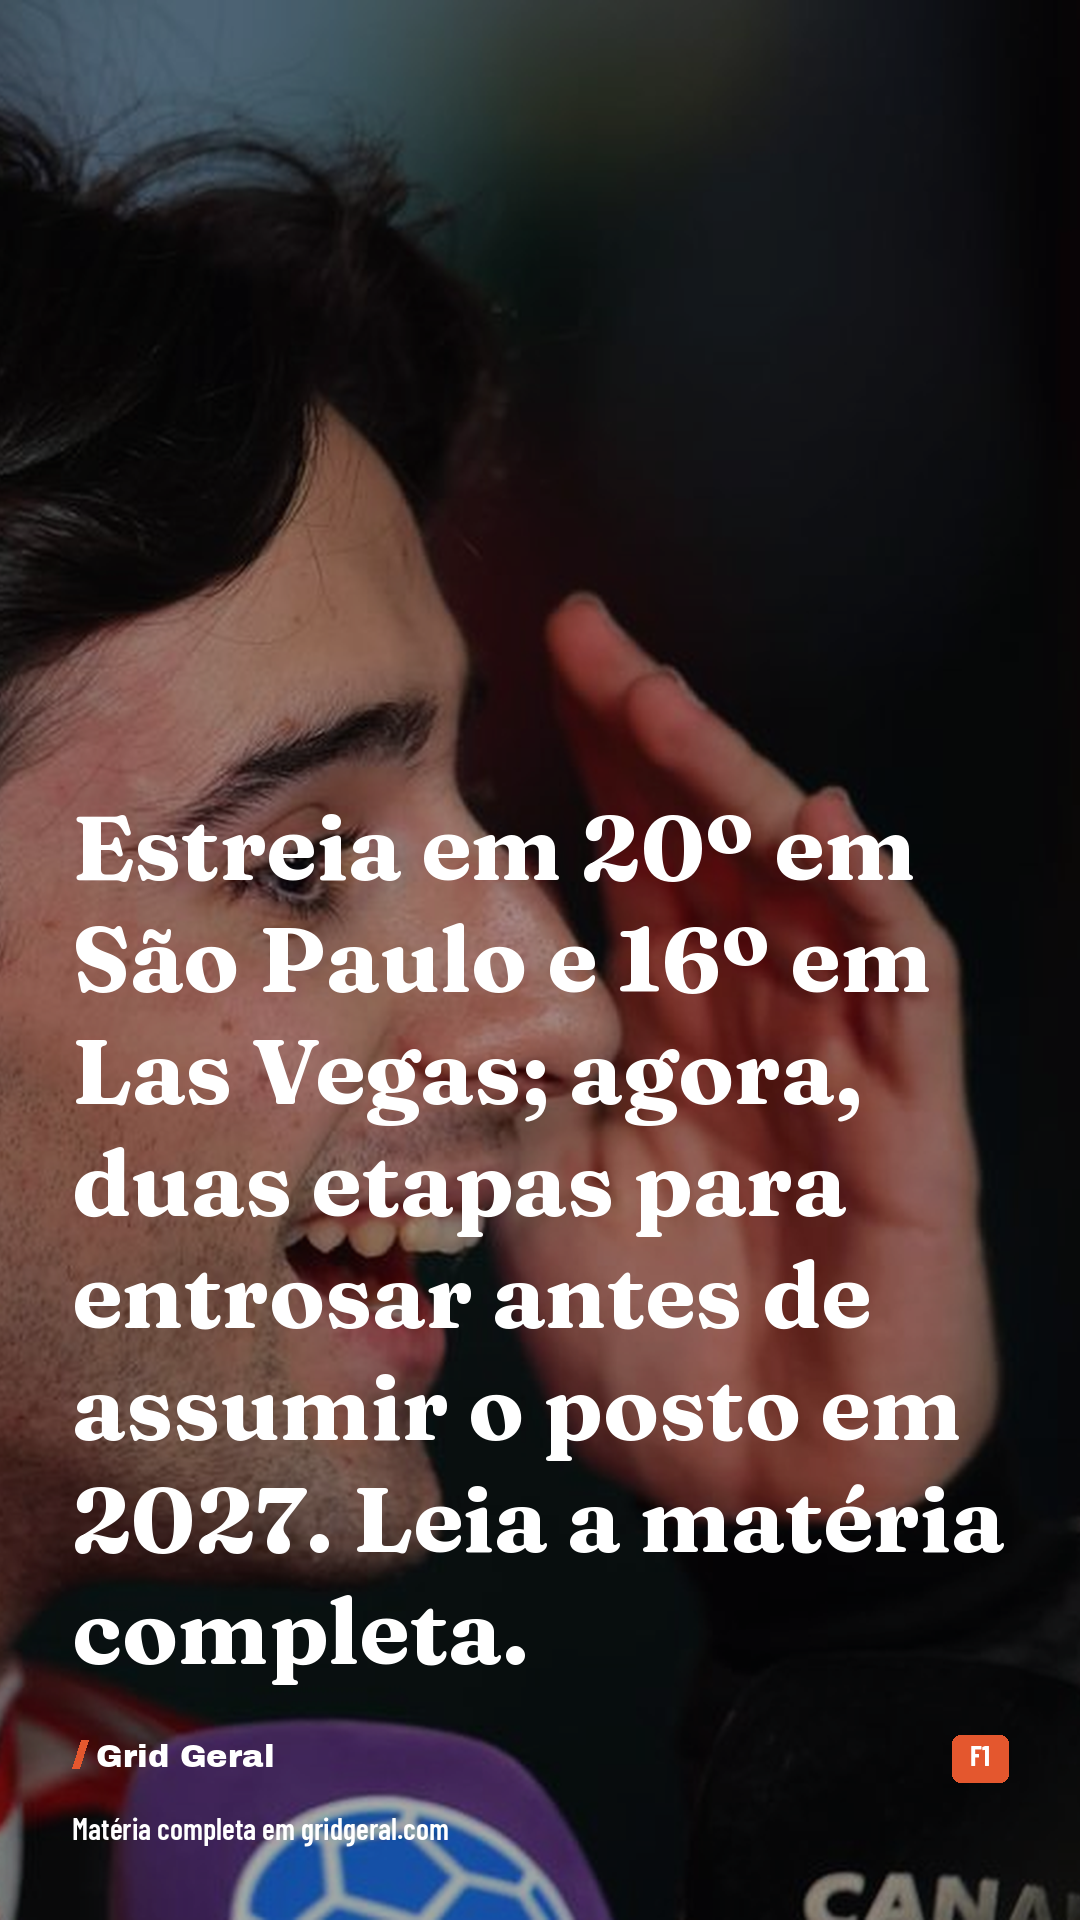 Estreia em 20º em
São Paulo e 16º em
Las Vegas; agora,
duas etapas para
entrosar antes de
assumir o posto em
2027. Leia a matéria
completa.
/ Grid Geral
F1
Matéria completa em gridgeral.com